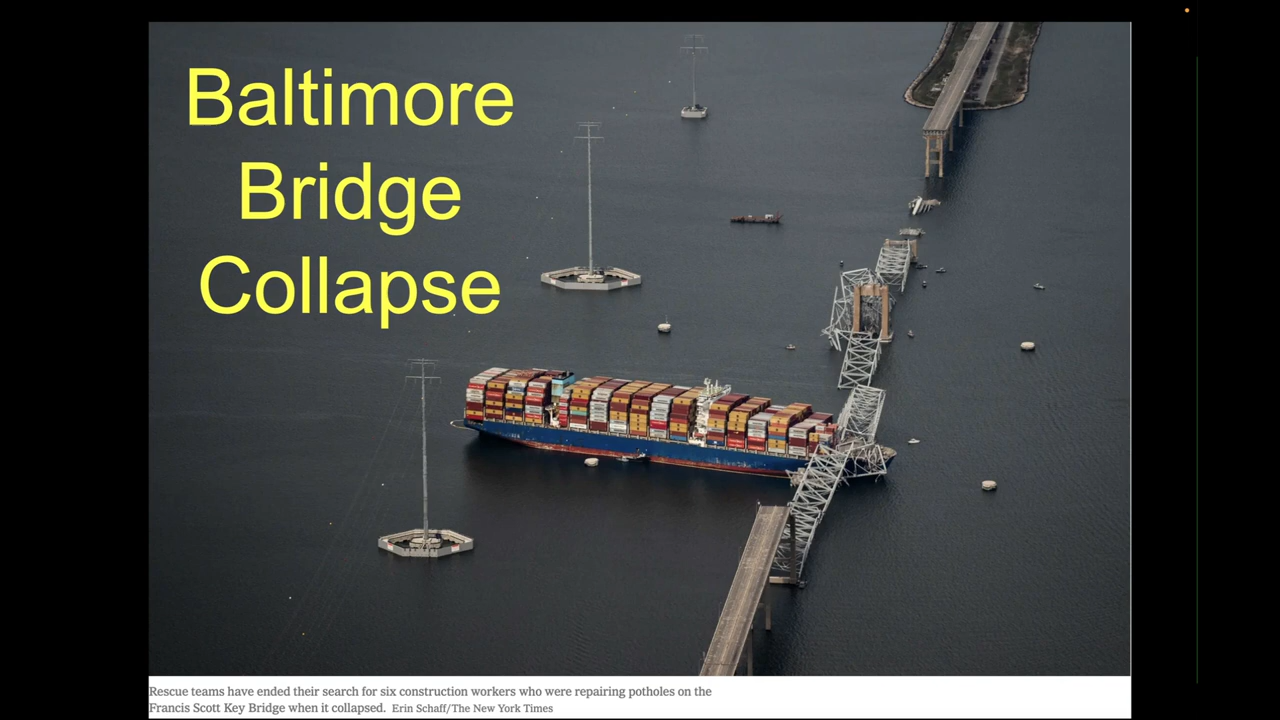 Baltimore
Bridge
Collapse
Rescue teams have ended their search for six construction workers who were repairing potholes on the
Francis Scott Key Bridge when it collapsed. Erin Schaff/The New York Times